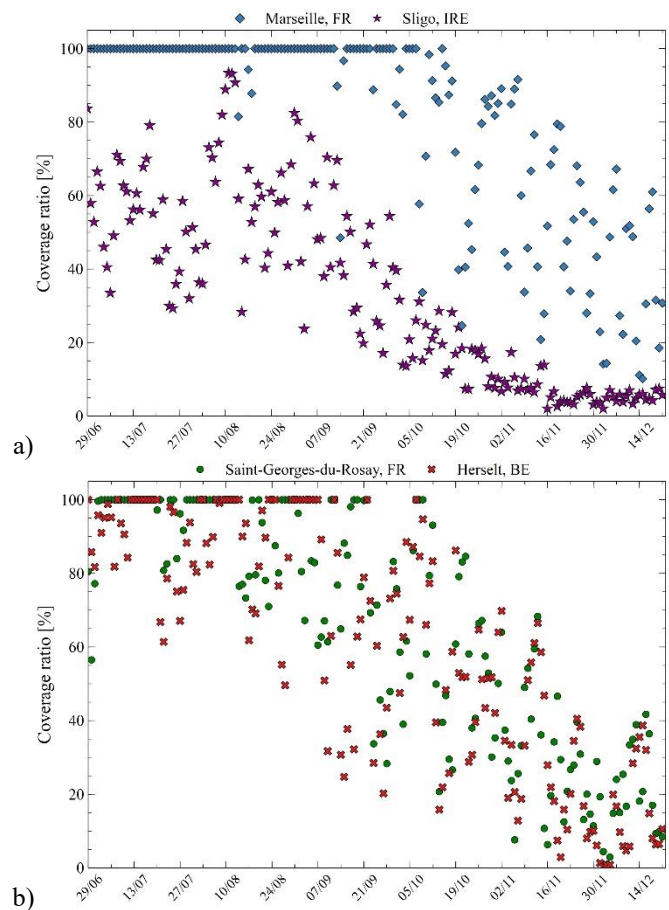 Marseille, FR Sligo, IRE
100
80
60
40
20
0
Coverage ratio [%]
29/06 13/07 27/07 10/08 24/08 07/09 21/09 05/10 19/10 02/11 16/11 30/11 14/12
a)
Saint-Georges-du-Rosay, FR Herselt, BE
100
80
60
40
20
0
Coverage ratio [%]
29/06 13/07 27/07 10/08 24/08 07/09 21/09 05/10 19/10 02/11 16/11 30/11 14/12
b)